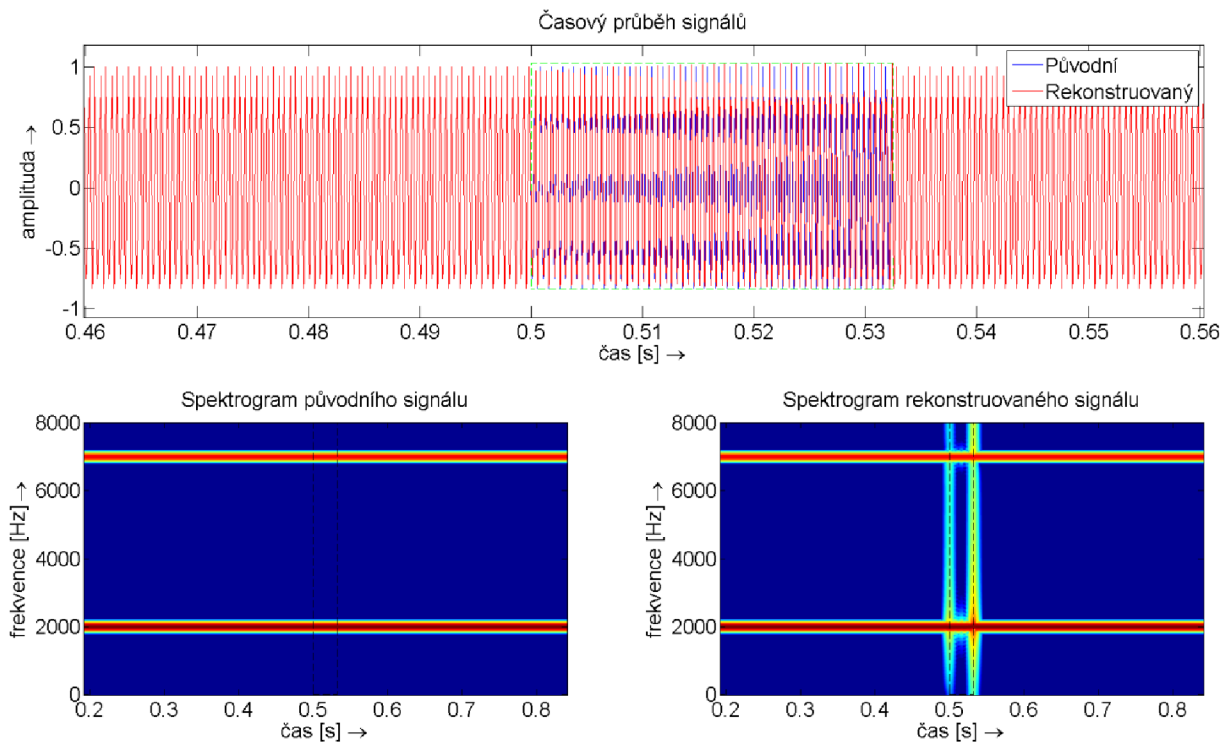 Časový průběh signálů
1
0.5
0
-0.5
-1
amplituda →
Původní
Rekonstruovaný
0.46 0.47 0.48 0.49 0.5 0.51 0.52 0.53 0.54 0.55 0.56
čas [s] →
Spektrogram původního signálu
8000
6000
4000
2000
0
frekvence [Hz] →
0.2 0.3 0.4 0.5 0.6 0.7 0.8
čas [s] →
Spektrogram rekonstruovaného signálu
8000
6000
4000
2000
0
frekvence [Hz] →
0.2 0.3 0.4 0.5 0.6 0.7 0.8
čas [s] →